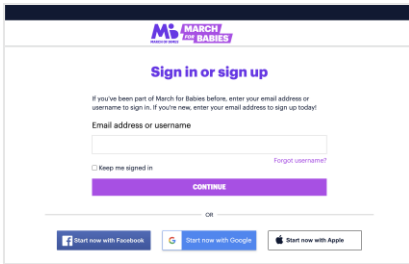 MARCH OF DIMES
MARCH
FOR BABIES
Sign in or sign up
If you've been part of March for Babies before, enter your email address or
username to sign in. If you're new, enter your email address to sign up today!
Email address or username
Forgot username?
Keep me signed in
CONTINUE
OR
Start now with Facebook
Start now with Google
Start now with Apple